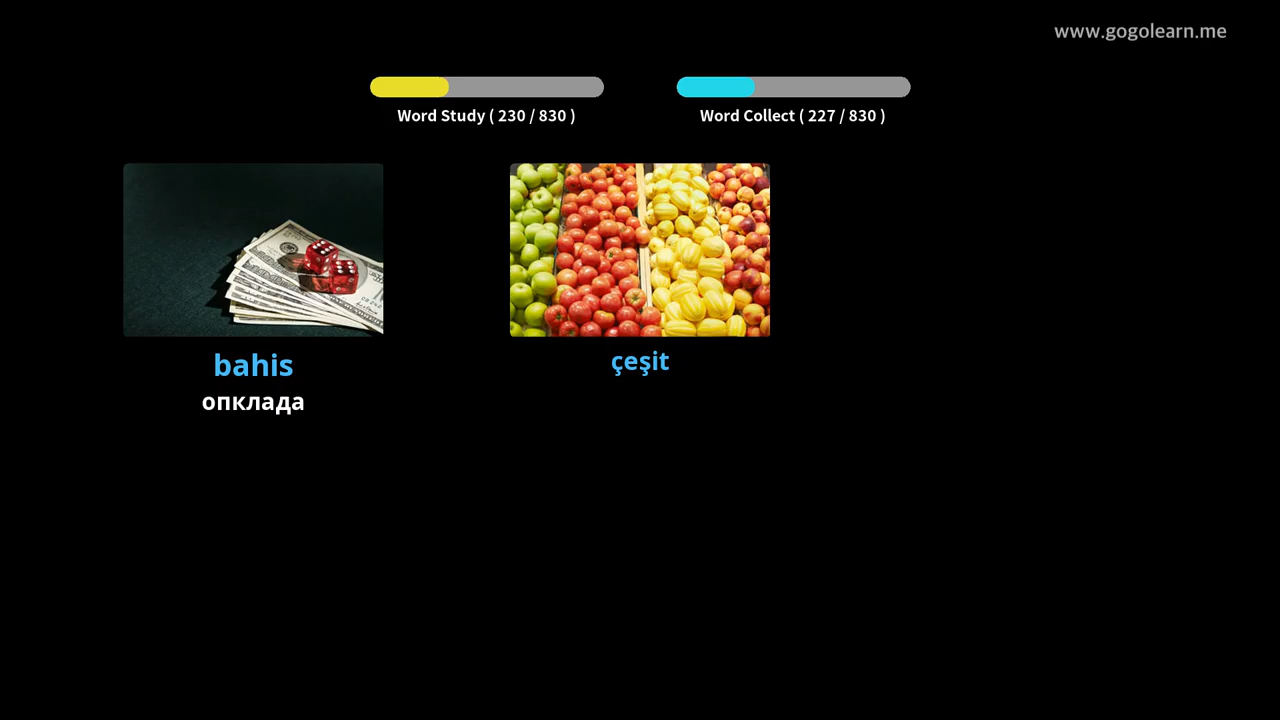 www.gogolearn.me
Word Study ( 230 / 830 )
Word Collect ( 227 / 830 )
bahis
опклада
çeşit